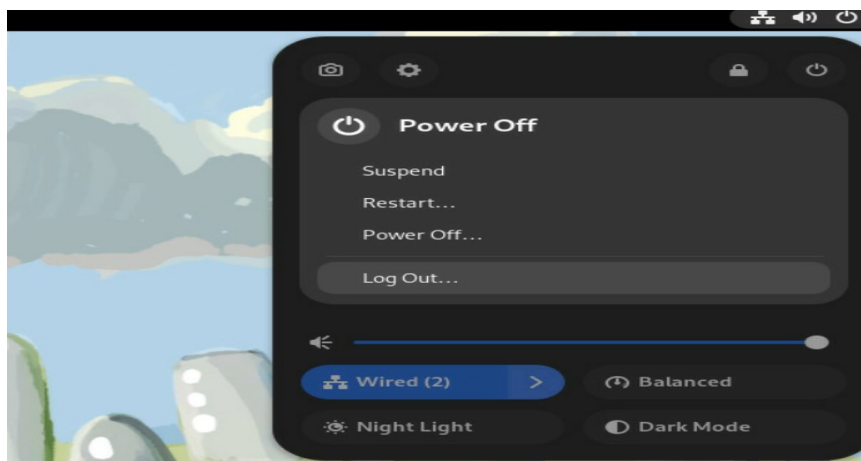 Power Off
Suspend
Restart...
Power Off...
Log Out...
Wired (2)
Balanced
Night Light
Dark Mode